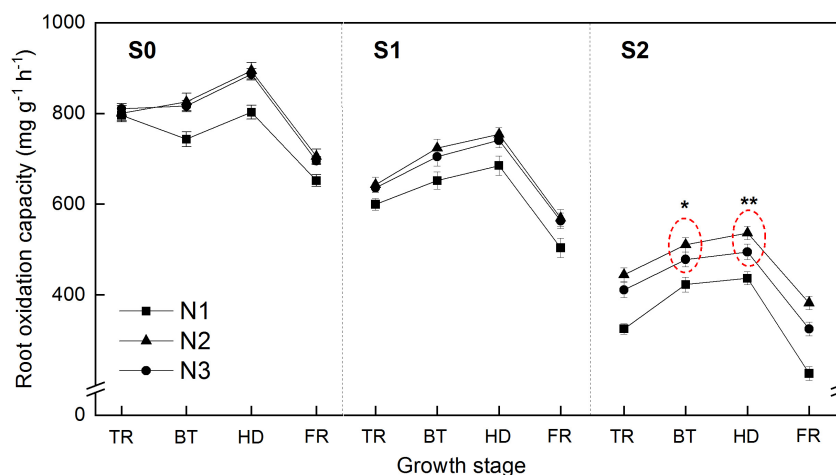 Root oxidation capacity (mg g⁻¹ h⁻¹)
1000
800
600
400
0
S0
S1
S2
*
**
N1
N2
N3
TR BT HD FR TR BT HD FR TR BT HD FR
Growth stage